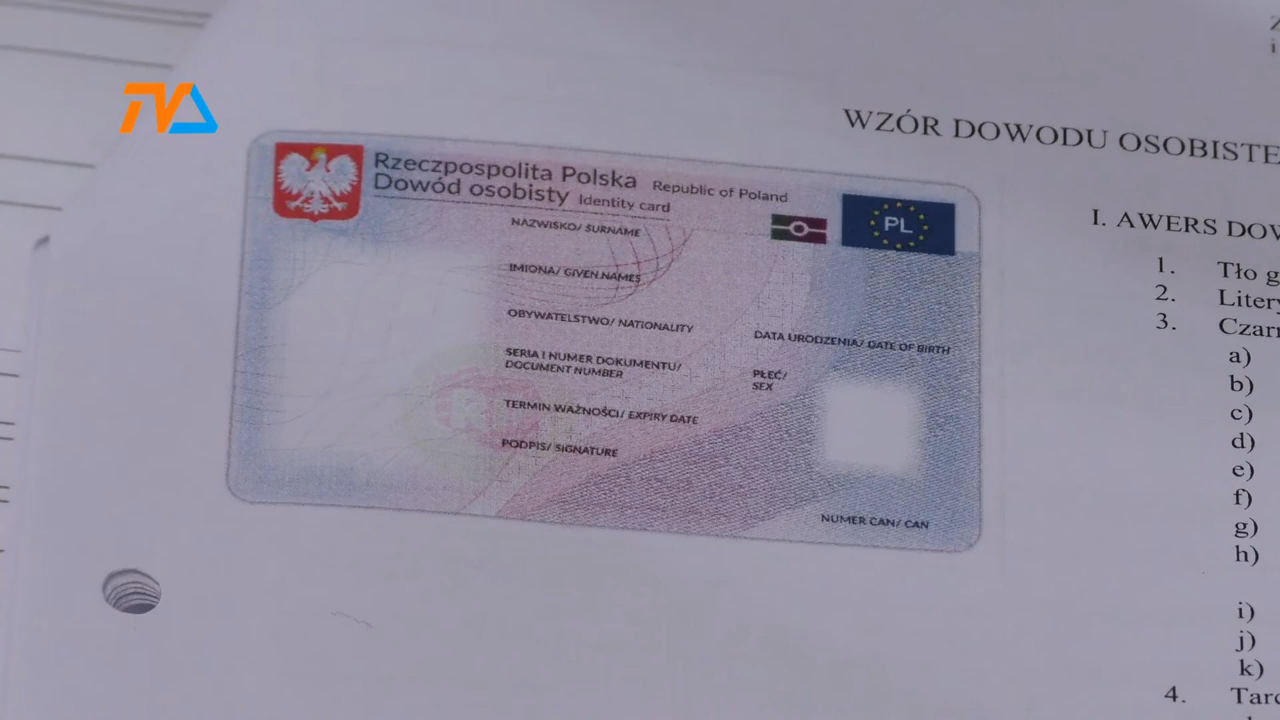 TVA
WZÓR DOWODU OSOBISTE
Rzeczpospolita Polska Republic of Poland
Dowód osobisty Identity card
PL
NAZWISKO/ SURNAME
IMIONA/ GIVEN NAMES
OBYWATELSTWO/ NATIONALITY
DATA URODZENIA/ DATE OF BIRTH
SERIA I NUMER DOKUMENTU/
DOCUMENT NUMBER
PŁEĆ/
SEX
TERMIN WAŻNOŚCI/ EXPIRY DATE
PODPIS/ SIGNATURE
NUMER CAN/ CAN
I. AWERS DOW
1. Tło g
2. Litery
3. Czarn
a)
b)
c)
d)
e)
f)
g)
h)
i)
j)
k)
4. Tarc